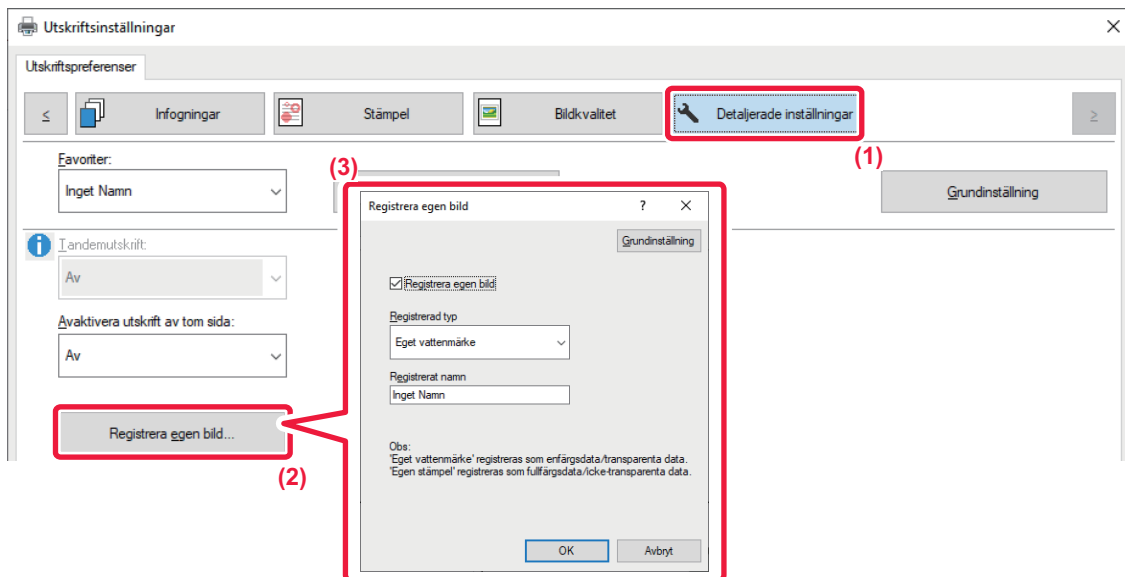 Utskriftsinställningar
Utskriftspreferenser
< Infogningar Stämpel Bildkvalitet Detaljerade inställningar >
(1)
Favoriter:
(3)
Inget Namn
Grundinställning
Registrera egen bild ? X
Grundinställning
Tandemutskrift:
Av
Registrera egen bild
Avaktivera utskrift av tom sida:
Av
Registrerad typ
Eget vattenmärke
Registrerat namn
Inget Namn
Registrera egen bild...
(2)
Obs:
'Eget vattenmärke' registreras som enfärgsdata/transparenta data.
'Egen stämpel' registreras som fullfärgsdata/icke-transparenta data.
OK Avbryt